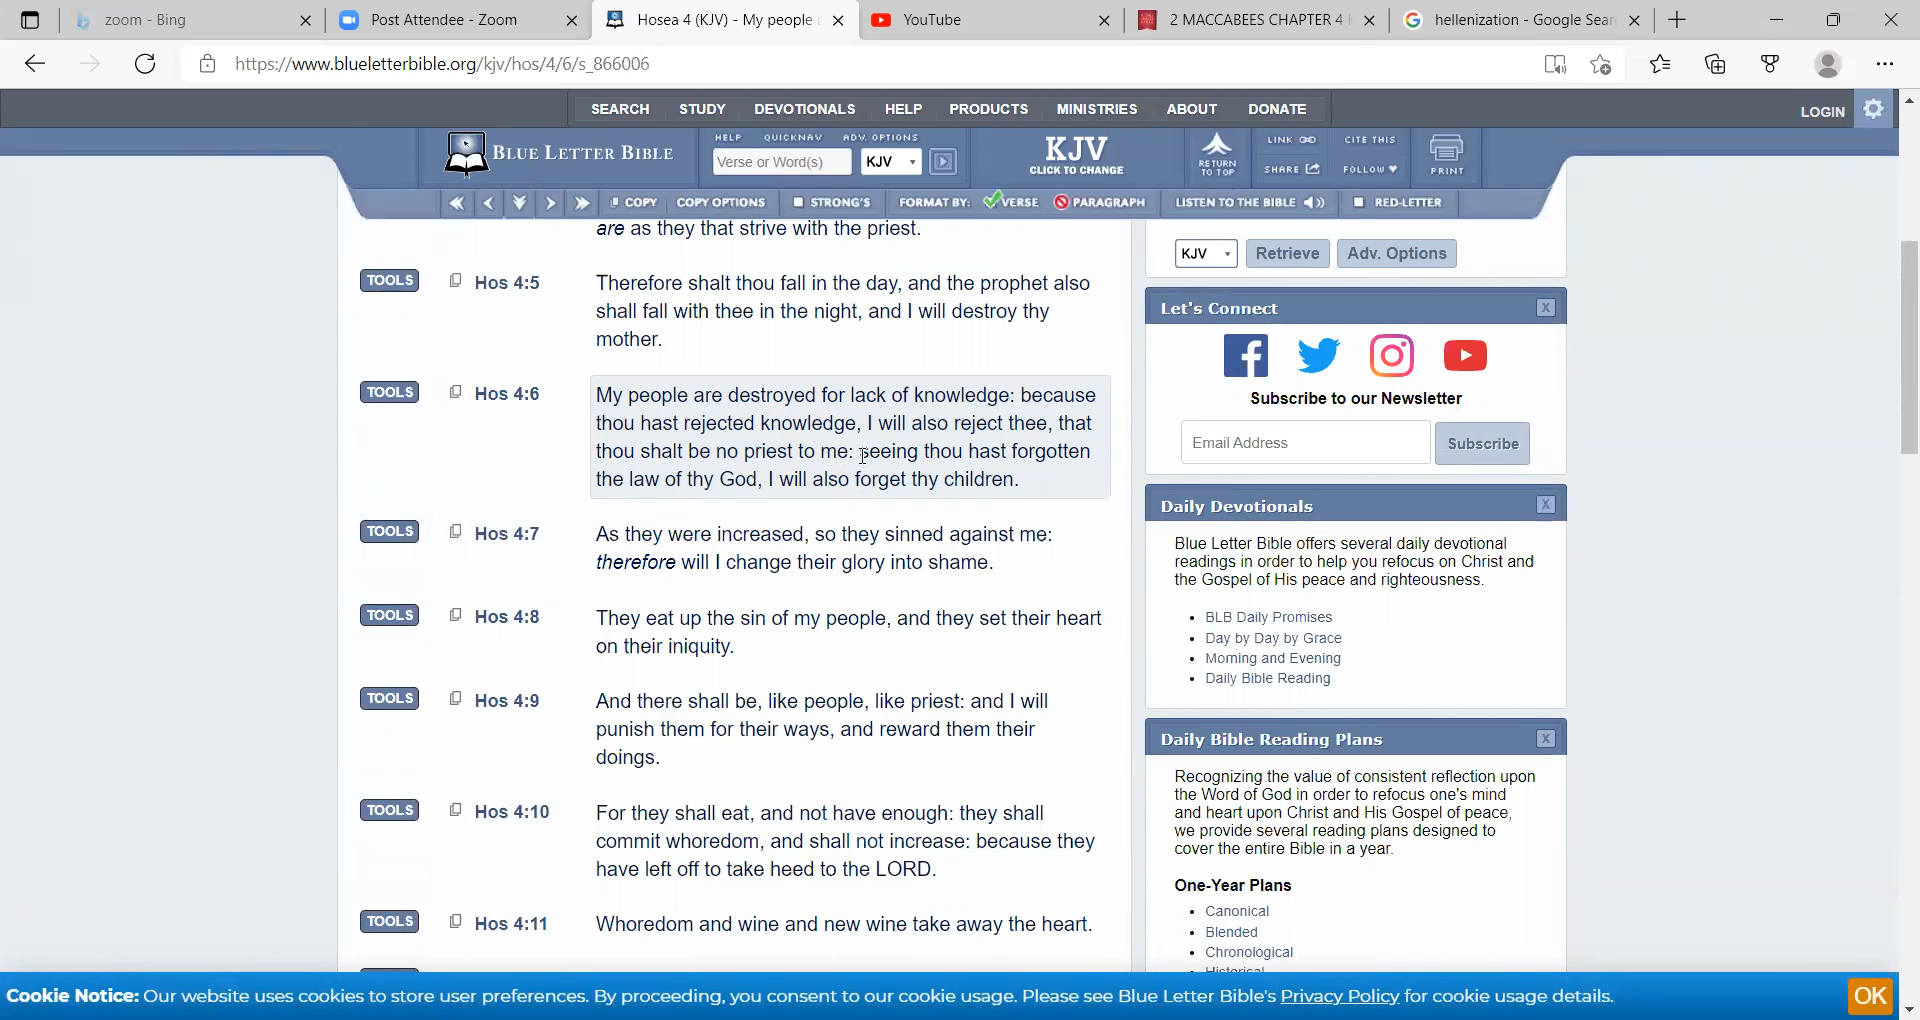 zoom - Bing
Post Attendee - Zoom
Hosea 4 (KJV) - My people
YouTube
2 MACCABEES CHAPTER 4
hellenization - Google Sear
https://www.blueletterbible.org/kjv/hos/4/6/s_866006
SEARCH STUDY DEVOTIONALS HELP PRODUCTS MINISTRIES ABOUT DONATE
LOGIN
BLUE LETTER BIBLE
HELP QUICKNAV ADV. OPTIONS
Verse or Word(s) KJV
KJV
CLICK TO CHANGE
RETURN
TO TOP
LINK CITE THIS
SHARE FOLLOW
PRINT
COPY COPY OPTIONS STRONG'S FORMAT BY: VERSE PARAGRAPH LISTEN TO THE BIBLE RED-LETTER
are as they that strive with the priest.
TOOLS Hos 4:5 Therefore shalt thou fall in the day, and the prophet also
shall fall with thee in the night, and I will destroy thy
mother.
TOOLS Hos 4:6 My people are destroyed for lack of knowledge: because
thou hast rejected knowledge, I will also reject thee, that
thou shalt be no priest to me: seeing thou hast forgotten
the law of thy God, I will also forget thy children.
TOOLS Hos 4:7 As they were increased, so they sinned against me:
therefore will I change their glory into shame.
TOOLS Hos 4:8 They eat up the sin of my people, and they set their heart
on their iniquity.
TOOLS Hos 4:9 And there shall be, like people, like priest: and I will
punish them for their ways, and reward them their
doings.
TOOLS Hos 4:10 For they shall eat, and not have enough: they shall
commit whoredom, and shall not increase: because they
have left off to take heed to the LORD.
TOOLS Hos 4:11 Whoredom and wine and new wine take away the heart.
KJV Retrieve Adv. Options
Let's Connect X
Subscribe to our Newsletter
Email Address Subscribe
Daily Devotionals X
Blue Letter Bible offers several daily devotional
readings in order to help you refocus on Christ and
the Gospel of His peace and righteousness.
BLB Daily Promises
Day by Day by Grace
Morning and Evening
Daily Bible Reading
Daily Bible Reading Plans X
Recognizing the value of consistent reflection upon
the Word of God in order to refocus one's mind
and heart upon Christ and His Gospel of peace,
we provide several reading plans designed to
cover the entire Bible in a year.
One-Year Plans
Canonical
Blended
Chronological
Historical
Cookie Notice: Our website uses cookies to store user preferences. By proceeding, you consent to our cookie usage. Please see Blue Letter Bible's Privacy Policy for cookie usage details.
OK